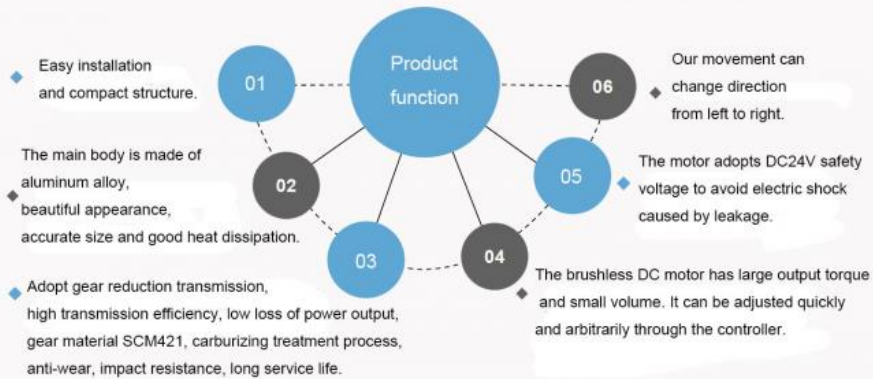 Product
function
01
Easy installation
and compact structure.
02
The main body is made of
aluminum alloy,
beautiful appearance,
accurate size and good heat dissipation.
03
Adopt gear reduction transmission,
high transmission efficiency, low loss of power output,
gear material SCM421, carburizing treatment process,
anti-wear, impact resistance, long service life.
04
The brushless DC motor has large output torque
and small volume. It can be adjusted quickly
and arbitrarily through the controller.
05
The motor adopts DC24V safety
voltage to avoid electric shock
caused by leakage.
06
Our movement can
change direction
from left to right.